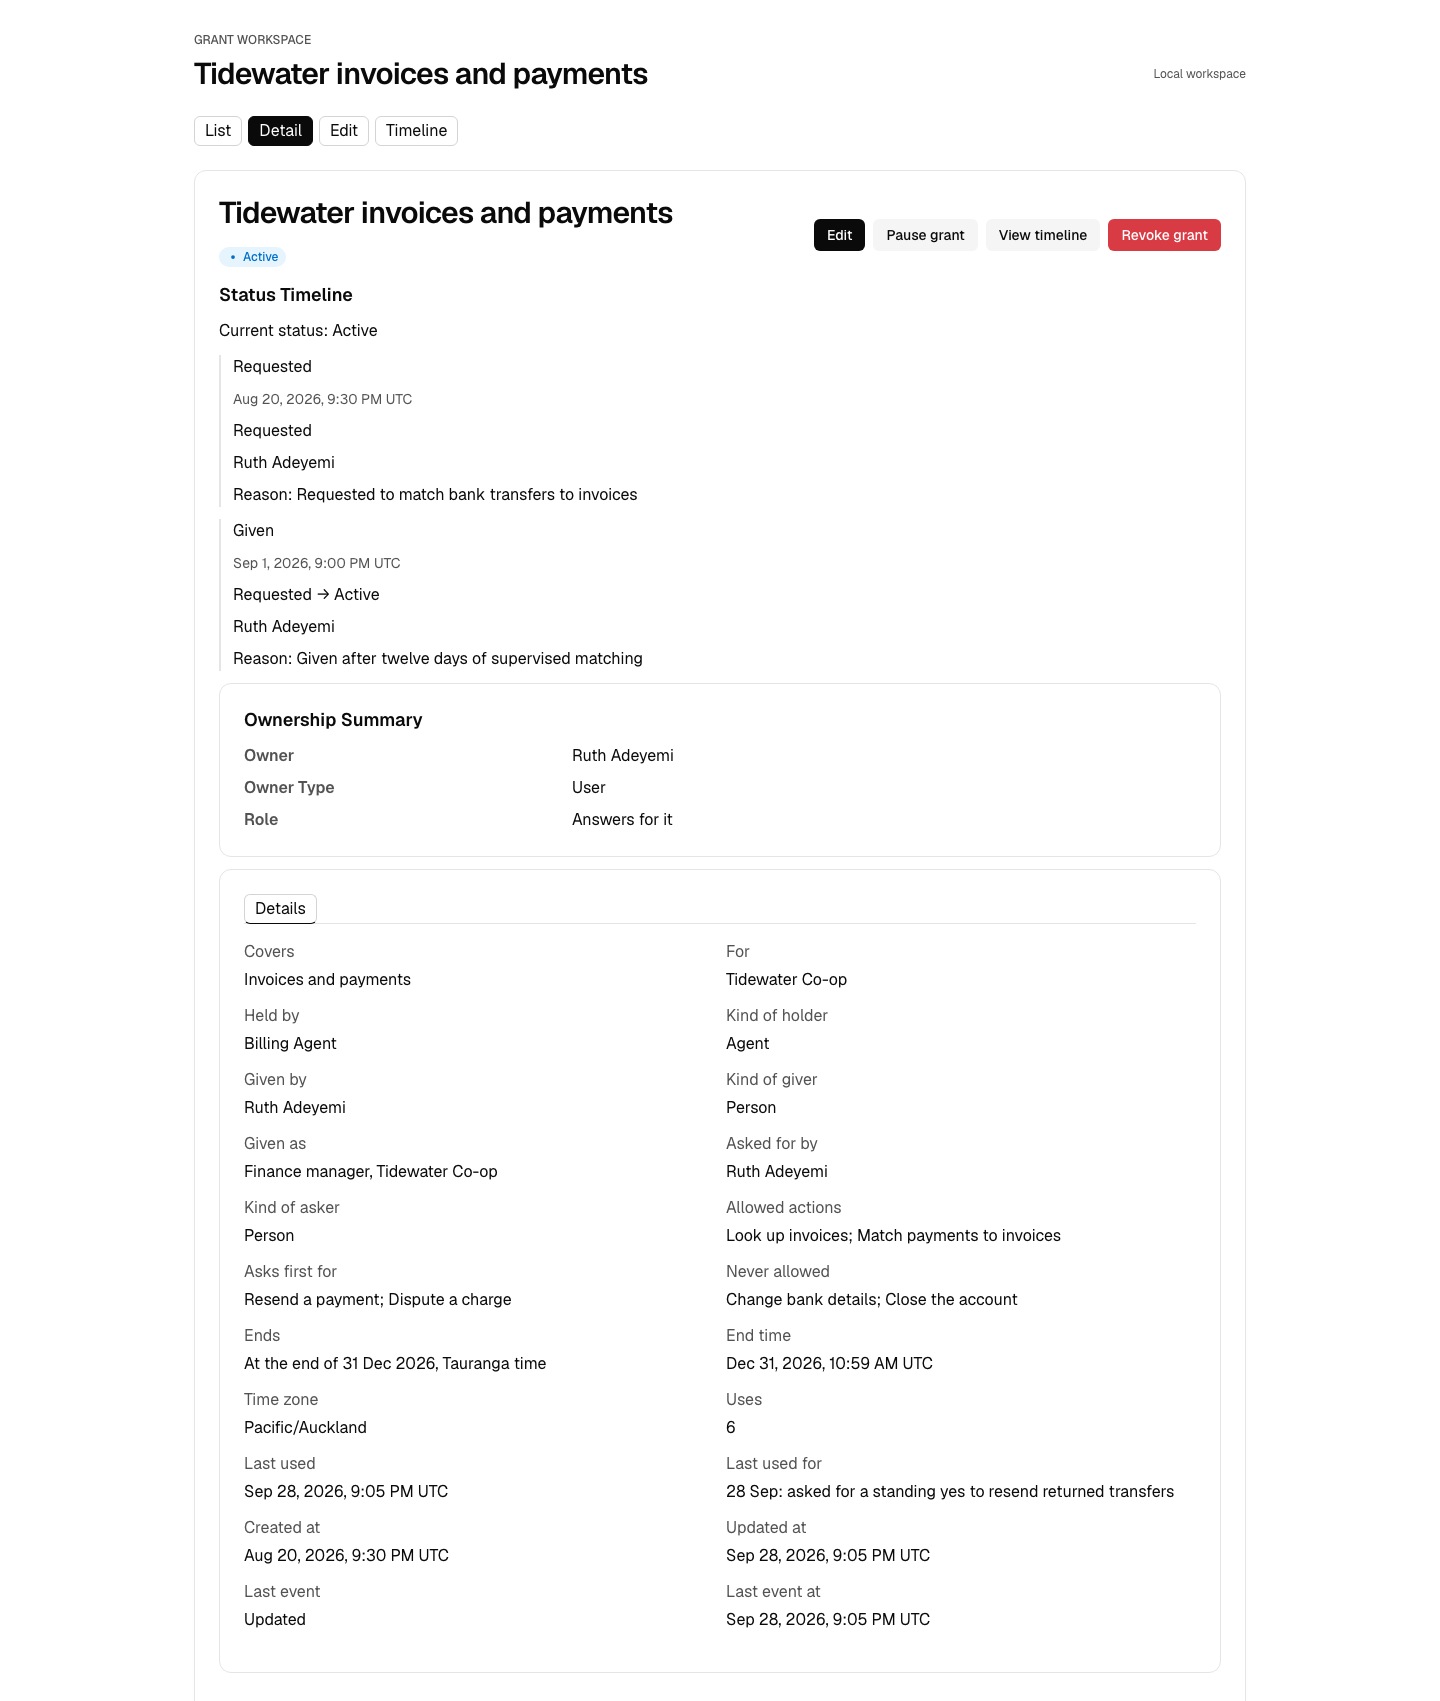 GRANT WORKSPACE
Tidewater invoices and payments
Local workspace
List
Detail
Edit
Timeline
Tidewater invoices and payments
Active
Edit
Pause grant
View timeline
Revoke grant
Status Timeline
Current status: Active
Requested
Aug 20, 2026, 9:30 PM UTC
Requested
Ruth Adeyemi
Reason: Requested to match bank transfers to invoices
Given
Sep 1, 2026, 9:00 PM UTC
Requested → Active
Ruth Adeyemi
Reason: Given after twelve days of supervised matching
Ownership Summary
Owner
Ruth Adeyemi
Owner Type
User
Role
Answers for it
Details
Covers
Invoices and payments
For
Tidewater Co-op
Held by
Billing Agent
Kind of holder
Agent
Given by
Ruth Adeyemi
Kind of giver
Person
Given as
Finance manager, Tidewater Co-op
Asked for by
Ruth Adeyemi
Kind of asker
Person
Allowed actions
Look up invoices; Match payments to invoices
Asks first for
Resend a payment; Dispute a charge
Never allowed
Change bank details; Close the account
Ends
At the end of 31 Dec 2026, Tauranga time
End time
Dec 31, 2026, 10:59 AM UTC
Time zone
Pacific/Auckland
Uses
6
Last used
Sep 28, 2026, 9:05 PM UTC
Last used for
28 Sep: asked for a standing yes to resend returned transfers
Created at
Aug 20, 2026, 9:30 PM UTC
Updated at
Sep 28, 2026, 9:05 PM UTC
Last event
Updated
Last event at
Sep 28, 2026, 9:05 PM UTC